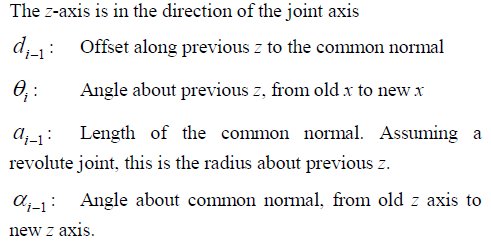 The z-axis is in the direction of the joint axis
d_{i-1} : Offset along previous z to the common normal
θ_i : Angle about previous z, from old x to new x
a_{i-1} : Length of the common normal. Assuming a
revolute joint, this is the radius about previous z.
α_{i-1} : Angle about common normal, from old z axis to
new z axis.